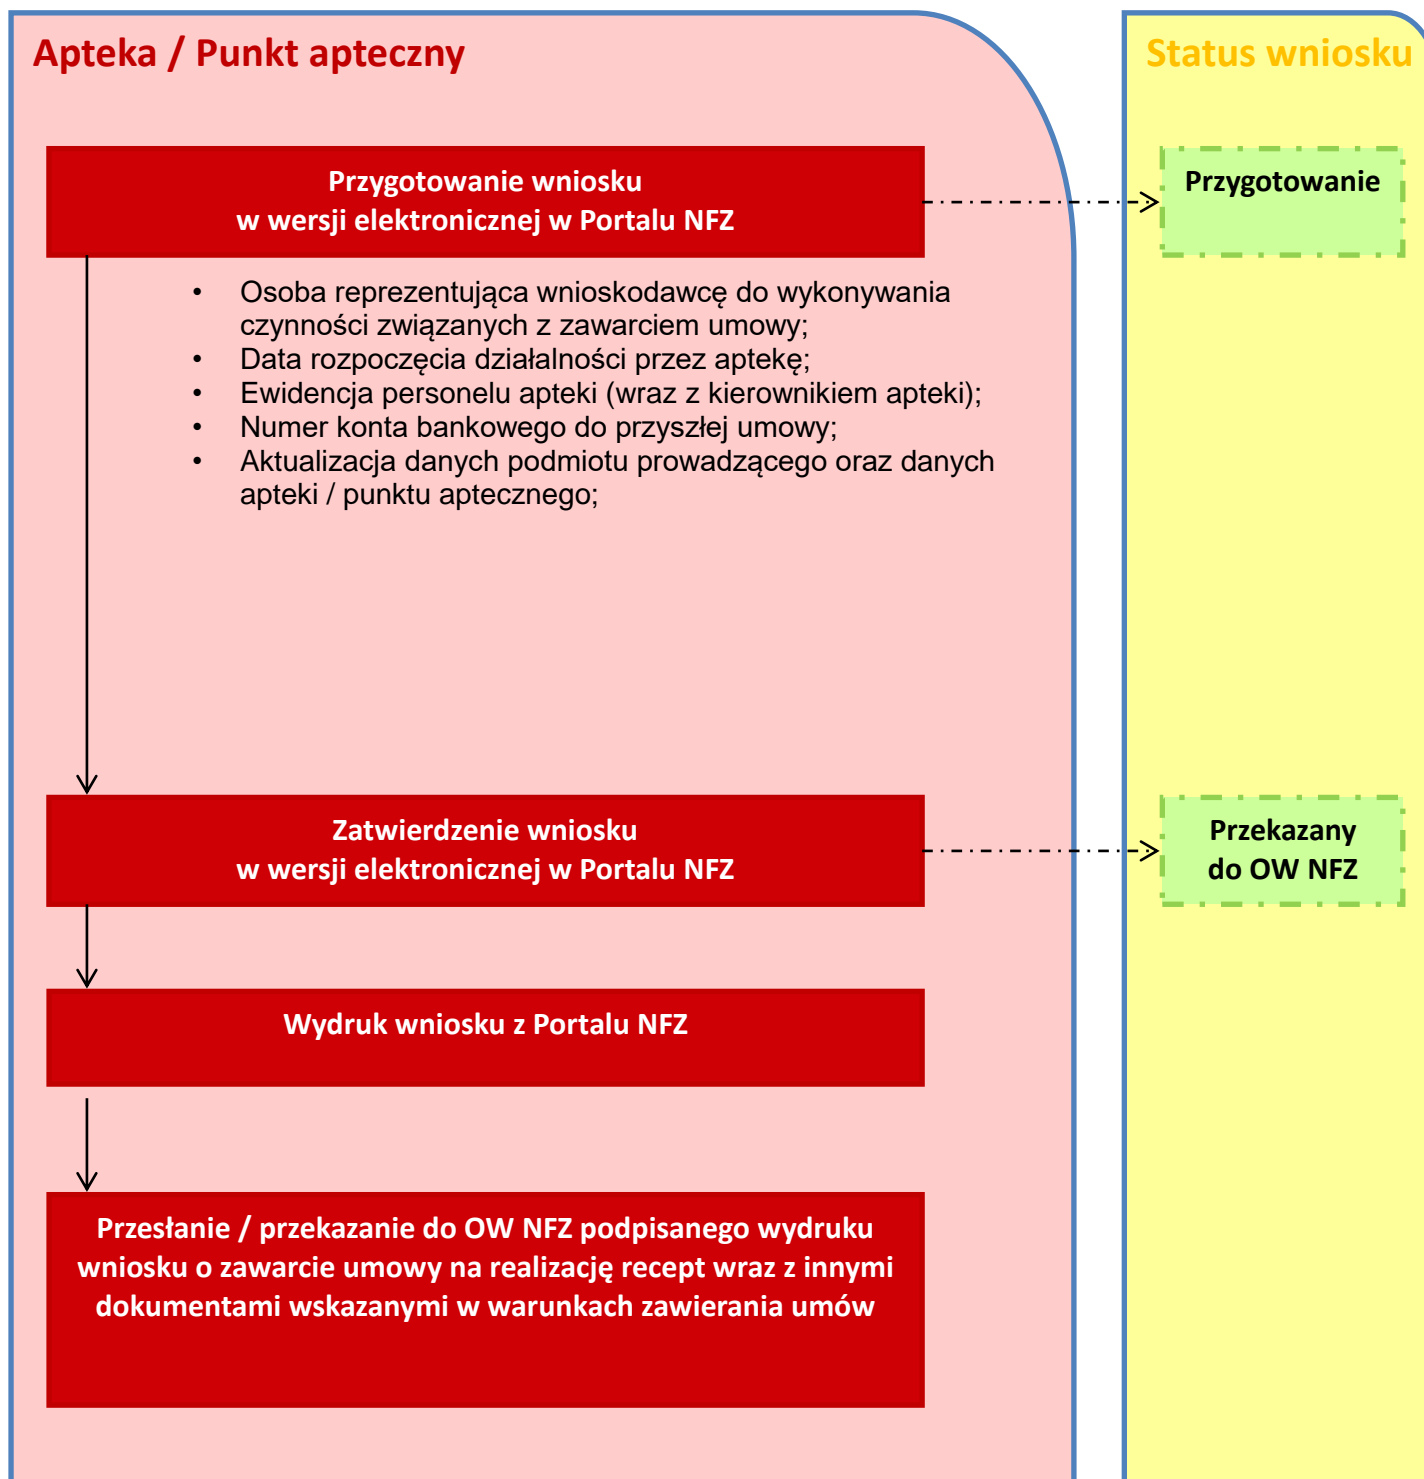 Apteka / Punkt apteczny
Status wniosku
Przygotowanie wniosku
w wersji elektronicznej w Portalu NFZ
Przygotowanie
• Osoba reprezentująca wnioskodawcę do wykonywania
czynności związanych z zawarciem umowy;
• Data rozpoczęcia działalności przez aptekę;
• Ewidencja personelu apteki (wraz z kierownikiem apteki);
• Numer konta bankowego do przyszłej umowy;
• Aktualizacja danych podmiotu prowadzącego oraz danych
apteki / punktu aptecznego;
Zatwierdzenie wniosku
w wersji elektronicznej w Portalu NFZ
Przekazany
do OW NFZ
Wydruk wniosku z Portalu NFZ
Przesłanie / przekazanie do OW NFZ podpisanego wydruku
wniosku o zawarcie umowy na realizację recept wraz z innymi
dokumentami wskazanymi w warunkach zawierania umów